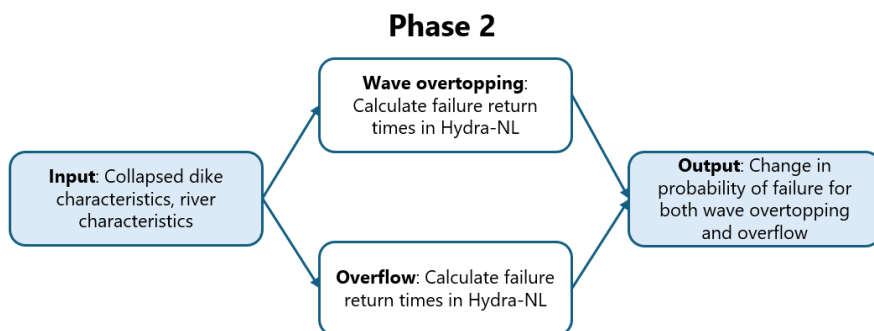 Phase 2
Wave overtopping:
Calculate failure return
times in Hydra-NL
Input: Collapsed dike
characteristics, river
characteristics
Output: Change in
probability of failure for
both wave overtopping
and overflow
Overflow: Calculate failure
return times in Hydra-NL